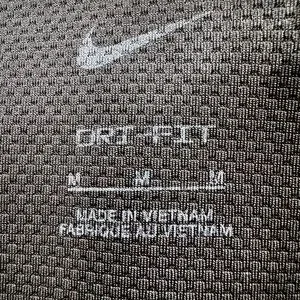 DRI-FIT
M M M
MADE IN VIETNAM
FABRIQUE AU VIETNAM